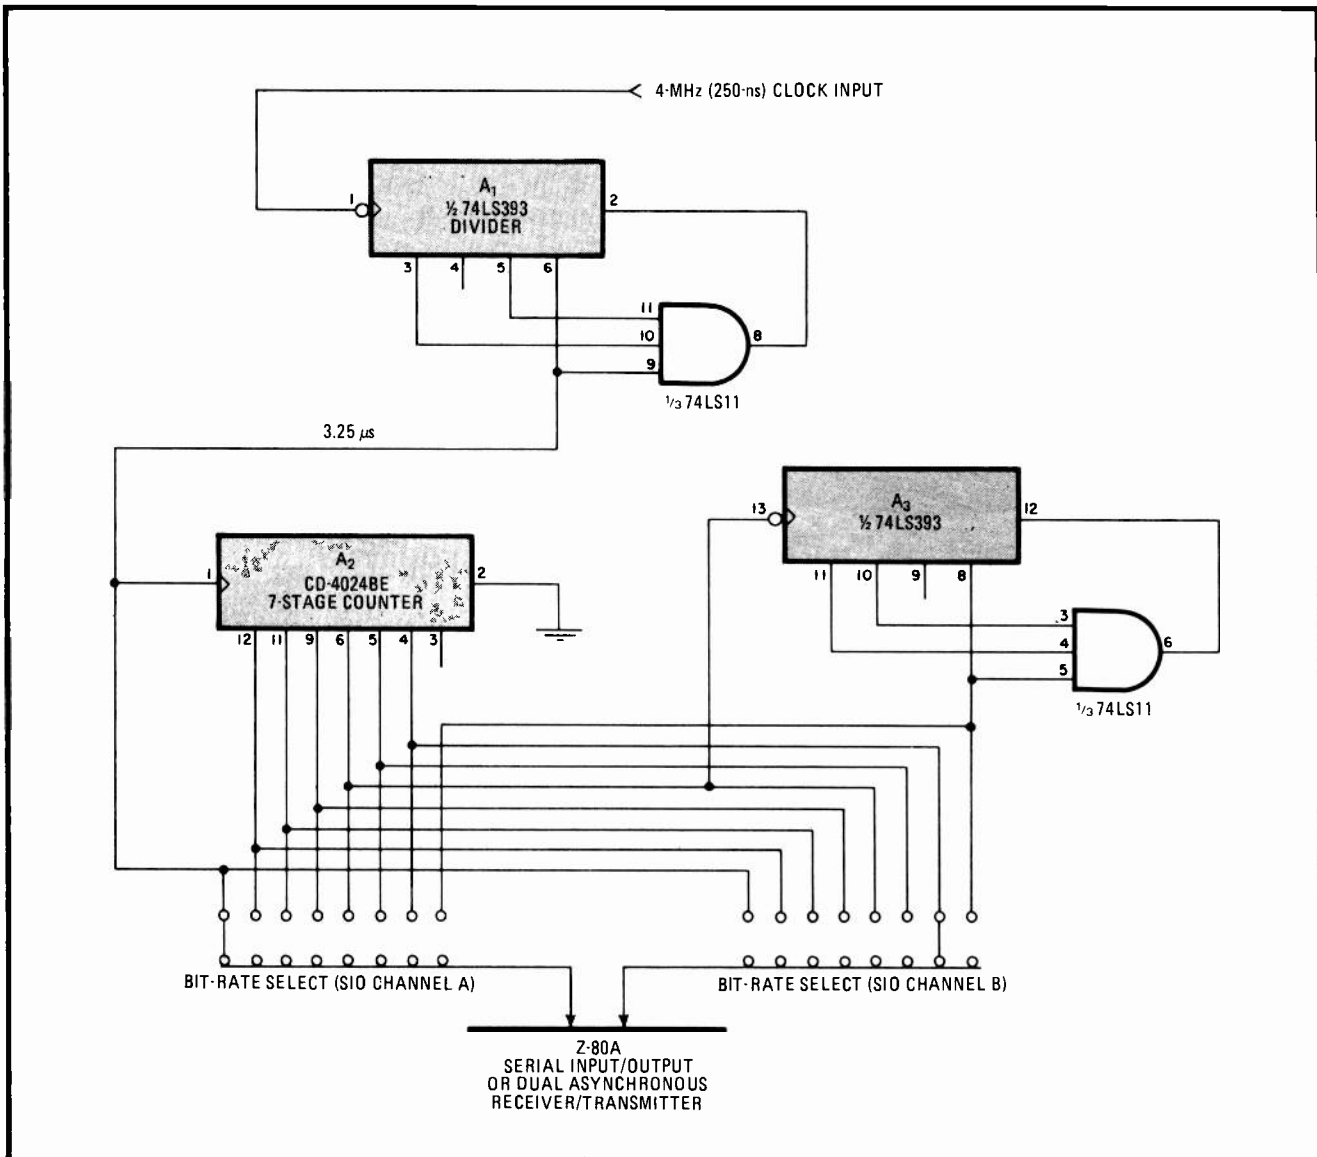 4-MHz (250-ns) CLOCK INPUT
A1
1 ½ 74LS393 2
DIVIDER
3 4 5 6
11
10 8
9
⅓ 74LS11
3.25 μs
A3
13 ½ 74LS393 12
A2
1 CD-4024BE 2
7-STAGE COUNTER
11 10 9 8
12 11 9 6 5 4 3
3
4 6
5
⅓ 74LS11
BIT-RATE SELECT (SIO CHANNEL A)
BIT-RATE SELECT (SIO CHANNEL B)
Z-80A
SERIAL INPUT/OUTPUT
OR DUAL ASYNCHRONOUS
RECEIVER/TRANSMITTER